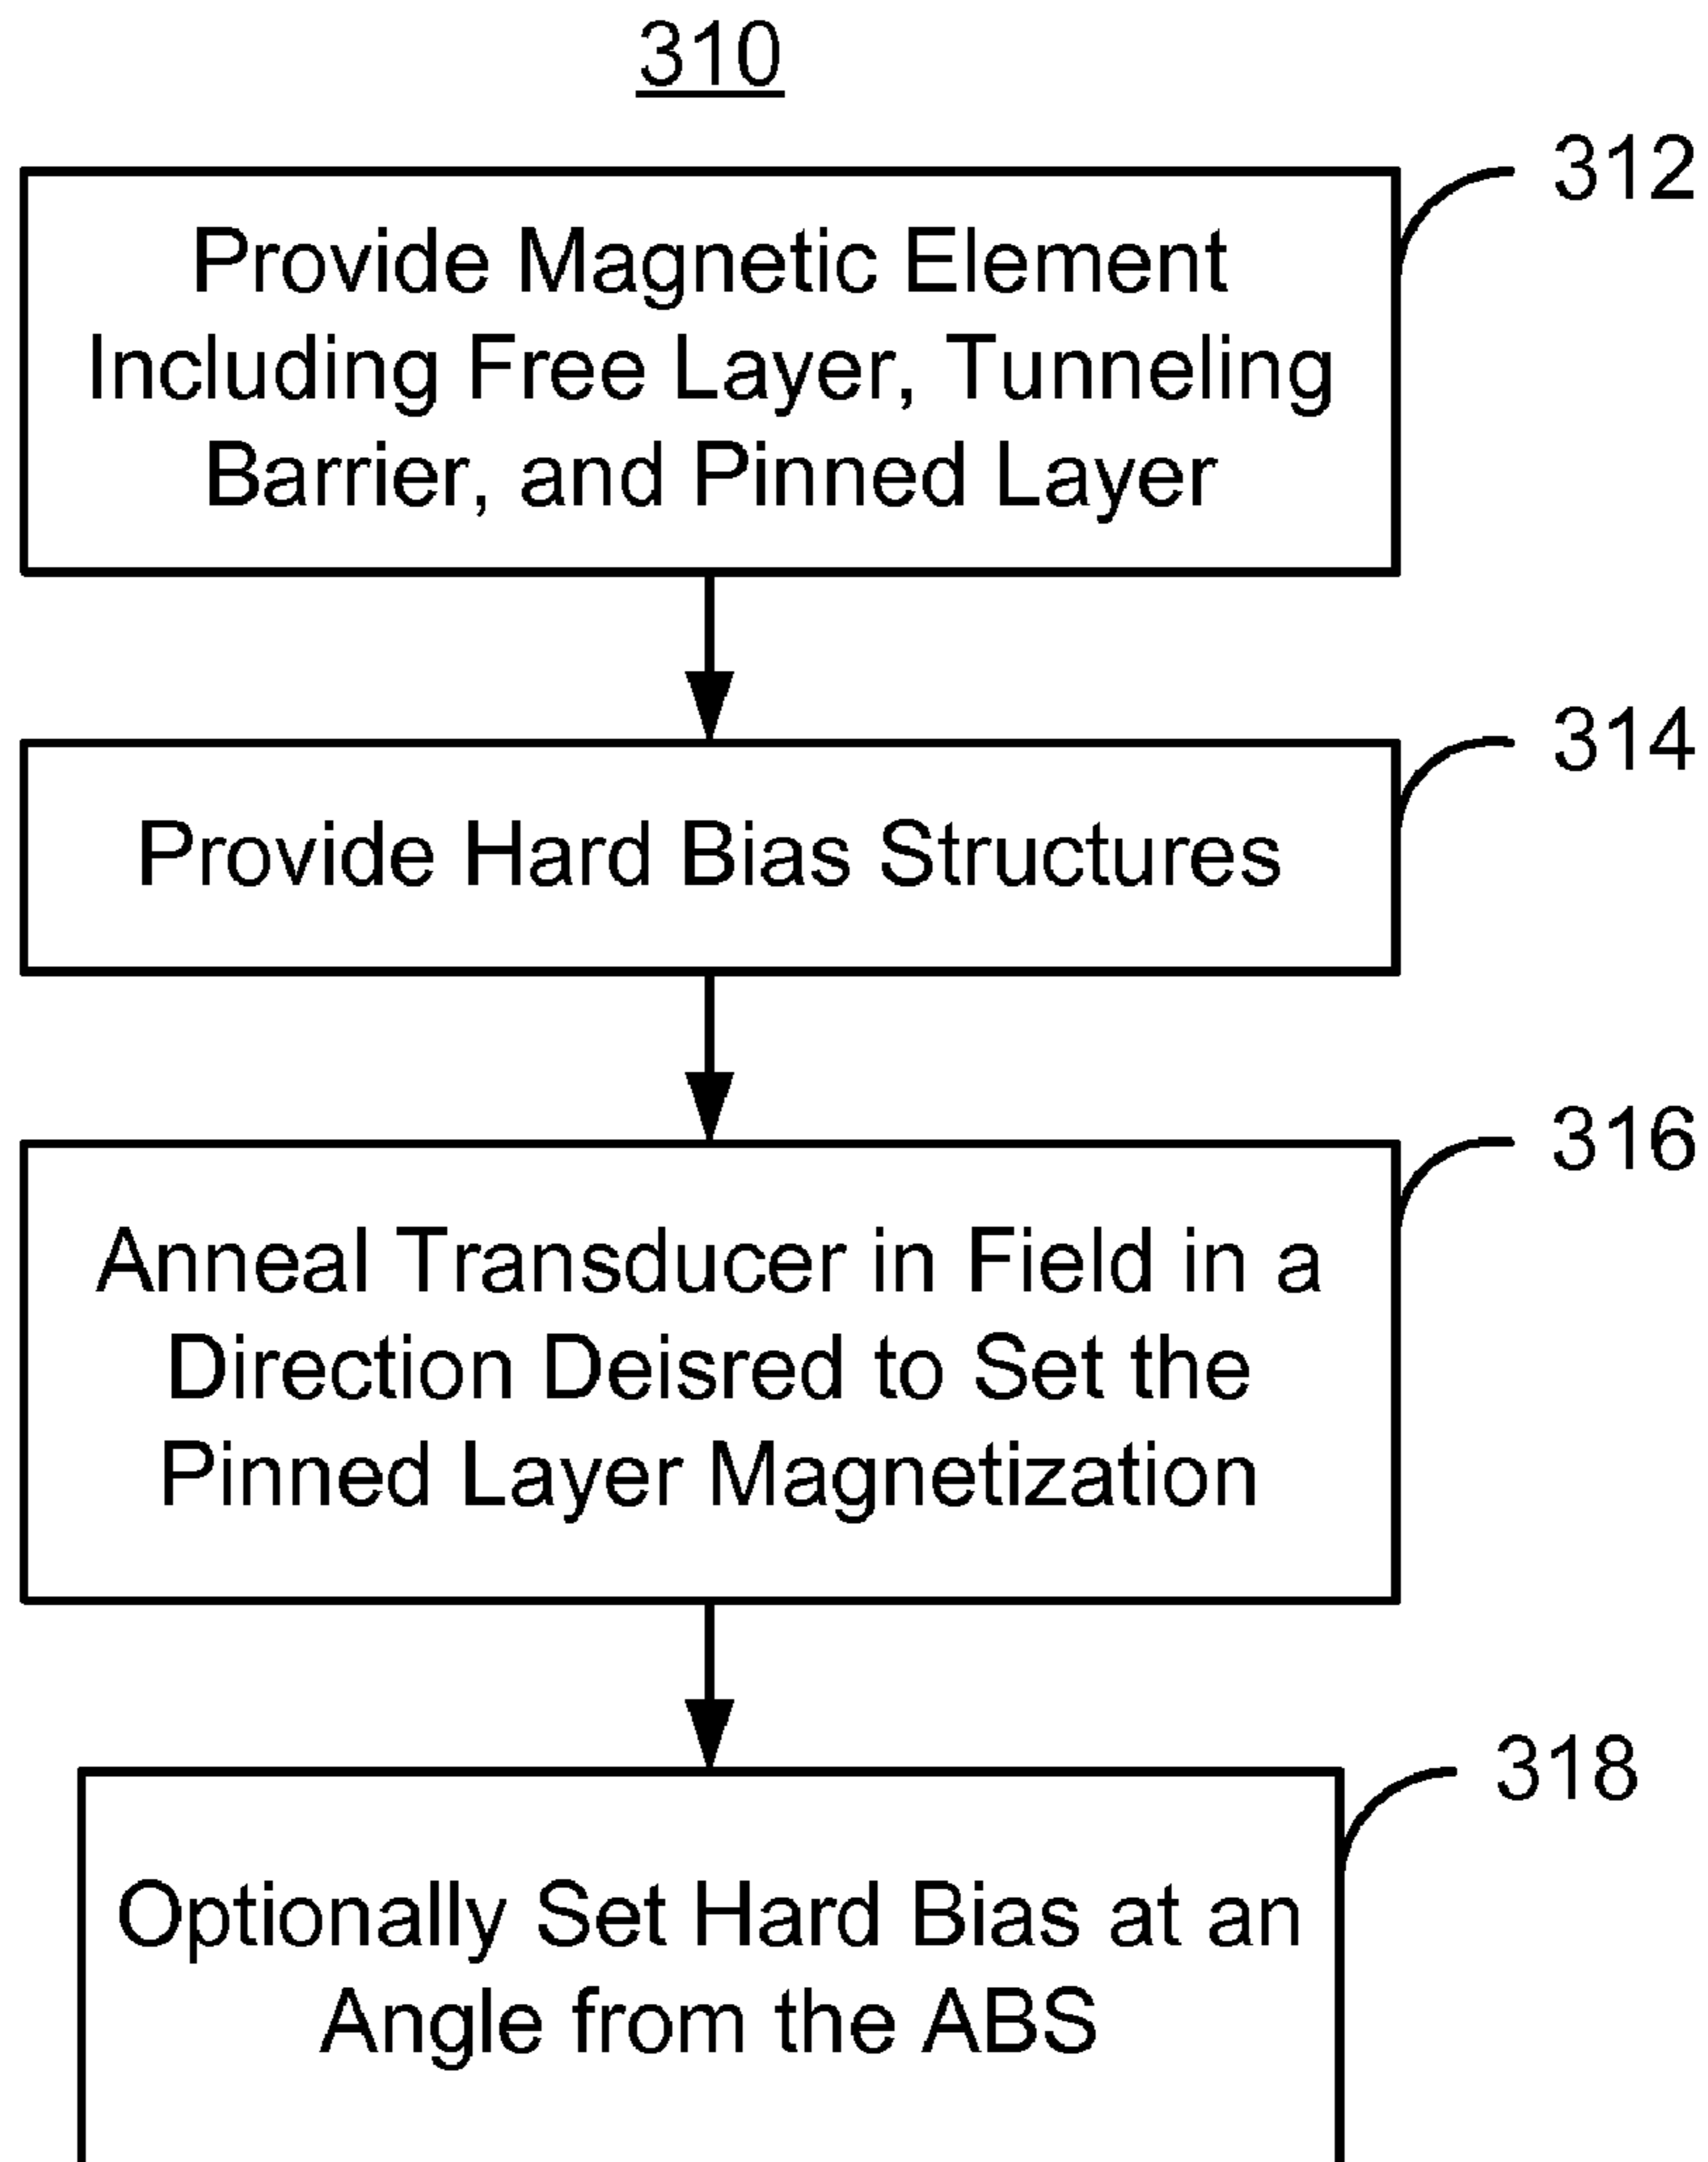 310
312
Provide Magnetic Element
Including Free Layer, Tunneling
Barrier, and Pinned Layer
314
Provide Hard Bias Structures
316
Anneal Transducer in Field in a
Direction Deisred to Set the
Pinned Layer Magnetization
318
Optionally Set Hard Bias at an
Angle from the ABS